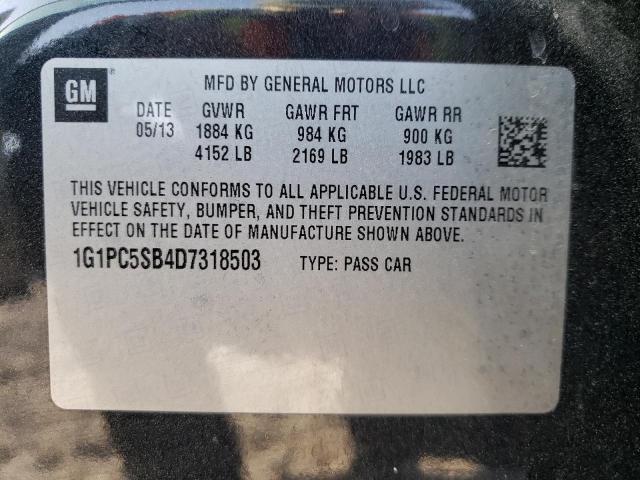 GM
MFD BY GENERAL MOTORS LLC
DATE GVWR GAWR FRT GAWR RR
05/13 1884 KG 984 KG 900 KG
4152 LB 2169 LB 1983 LB
THIS VEHICLE CONFORMS TO ALL APPLICABLE U.S. FEDERAL MOTOR
VEHICLE SAFETY, BUMPER, AND THEFT PREVENTION STANDARDS IN
EFFECT ON THE DATE OF MANUFACTURE SHOWN ABOVE.
1G1PC5SB4D7318503 TYPE: PASS CAR